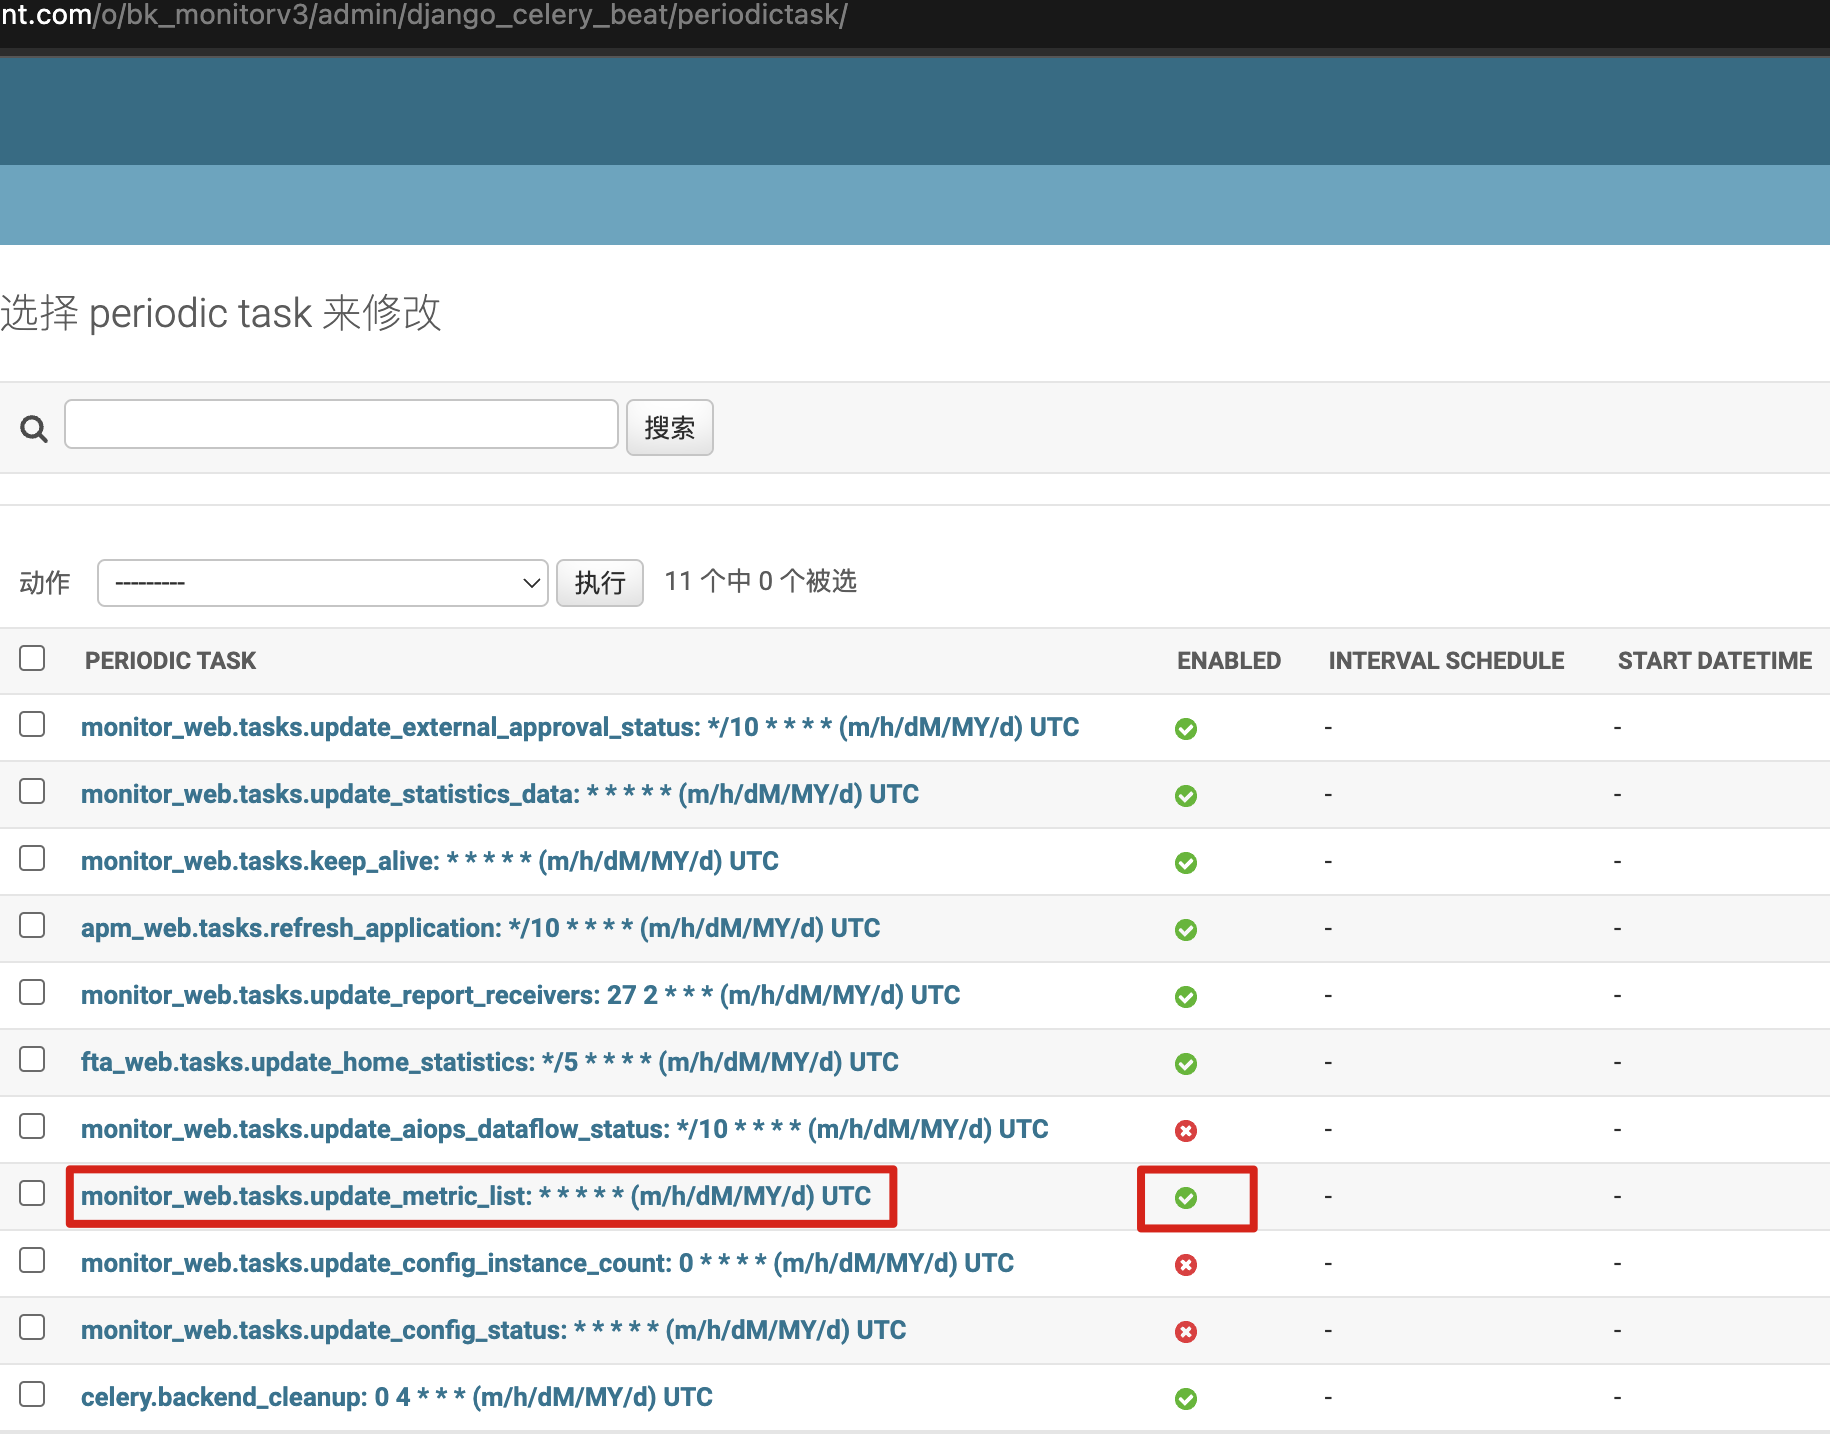 nt.com/o/bk_monitorv3/admin/django_celery_beat/periodictask/
选择 periodic task 来修改
搜索
动作 --------- 执行 11 个中 0 个被选
PERIODIC TASK ENABLED INTERVAL SCHEDULE START DATETIME
monitor_web.tasks.update_external_approval_status: */10 * * * * (m/h/dM/MY/d) UTC - -
monitor_web.tasks.update_statistics_data: * * * * * (m/h/dM/MY/d) UTC - -
monitor_web.tasks.keep_alive: * * * * * (m/h/dM/MY/d) UTC - -
apm_web.tasks.refresh_application: */10 * * * * (m/h/dM/MY/d) UTC - -
monitor_web.tasks.update_report_receivers: 27 2 * * * (m/h/dM/MY/d) UTC - -
fta_web.tasks.update_home_statistics: */5 * * * * (m/h/dM/MY/d) UTC - -
monitor_web.tasks.update_aiops_dataflow_status: */10 * * * * (m/h/dM/MY/d) UTC - -
monitor_web.tasks.update_metric_list: * * * * * (m/h/dM/MY/d) UTC - -
monitor_web.tasks.update_config_instance_count: 0 * * * * (m/h/dM/MY/d) UTC - -
monitor_web.tasks.update_config_status: * * * * * (m/h/dM/MY/d) UTC - -
celery.backend_cleanup: 0 4 * * * (m/h/dM/MY/d) UTC - -